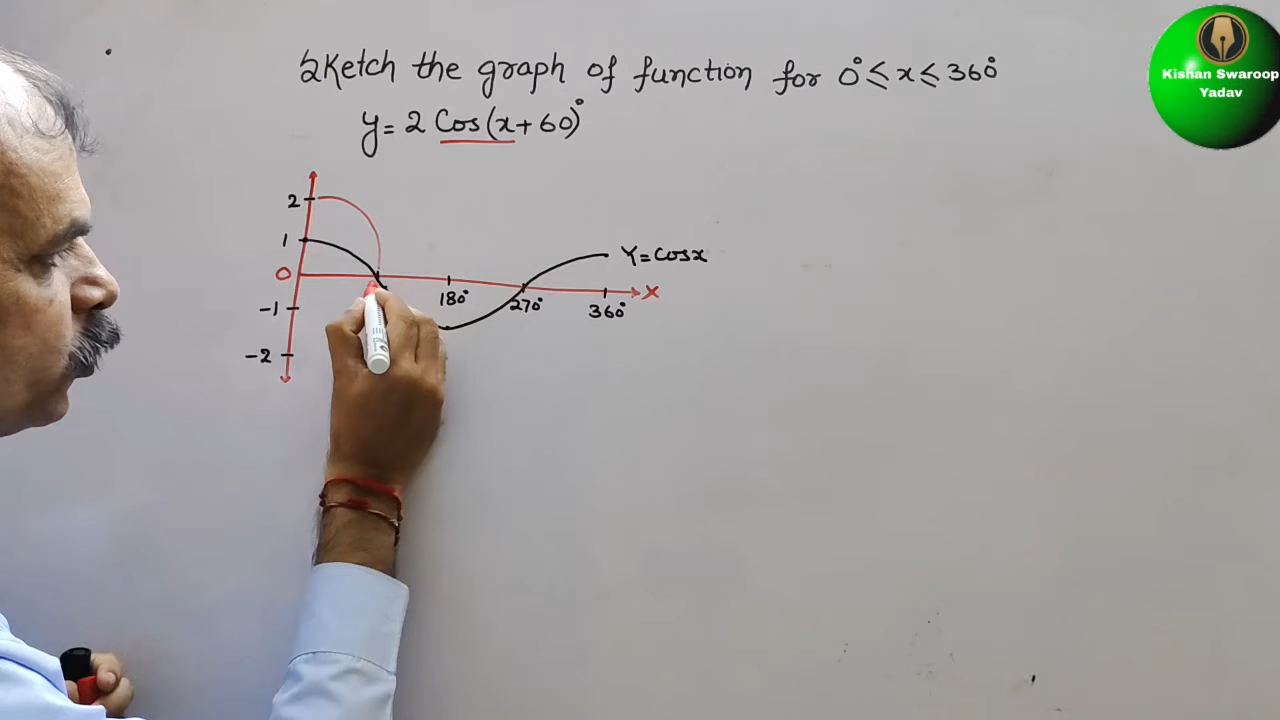 Sketch the graph of function for 0° ≤ x ≤ 360°
y = 2 Cos(x + 60)°
Kishan Swaroop
Yadav
2
1
0
-1
-2
180°
270°
360°
X
Y = cosx